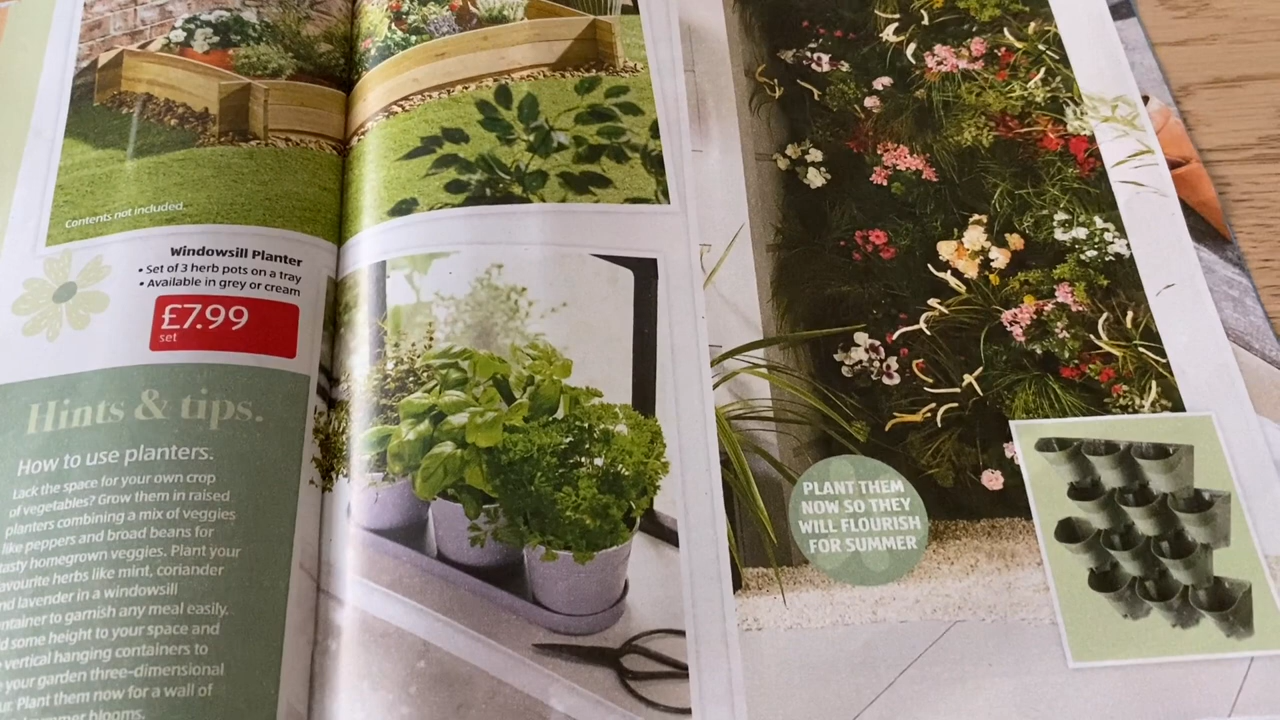 Contents not included.
Windowsill Planter
• Set of 3 herb pots on a tray
• Available in grey or cream
£7.99
set
Hints & tips.
How to use planters.
Lack the space for your own crop
of vegetables? Grow them in raised
planters combining a mix of veggies
like peppers and broad beans for
tasty homegrown veggies. Plant your
avourite herbs like mint, coriander
nd lavender in a windowsill
ntainer to garnish any meal easily.
d some height to your space and
vertical hanging containers to
your garden three-dimensional
ur. Plant them now for a wall of
blooms.
PLANT THEM
NOW SO THEY
WILL FLOURISH
FOR SUMMER